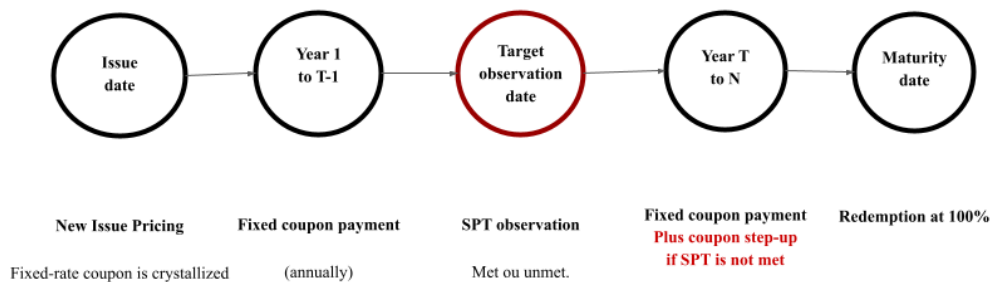 Issue
date
Year 1
to T-1
Target
observation
date
Year T
to N
Maturity
date
New Issue Pricing
Fixed-rate coupon is crystallized
Fixed coupon payment
(annually)
SPT observation
Met ou unmet.
Fixed coupon payment
Plus coupon step-up
if SPT is not met
Redemption at 100%